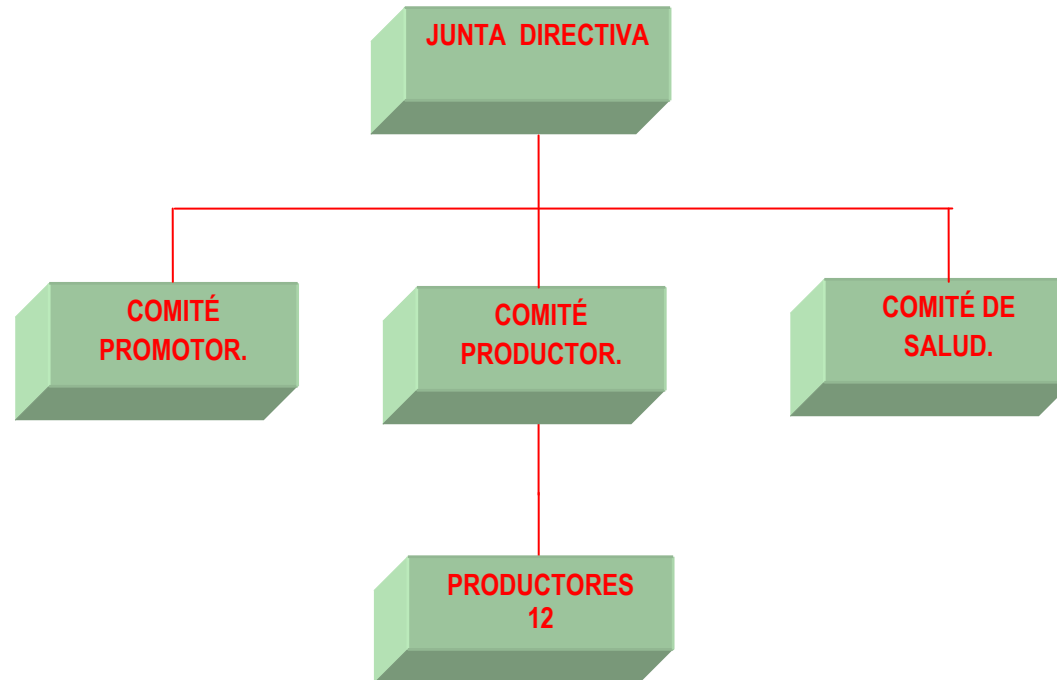 JUNTA DIRECTIVA
COMITÉ
PROMOTOR.
COMITÉ
PRODUCTOR.
COMITÉ DE
SALUD.
PRODUCTORES
12